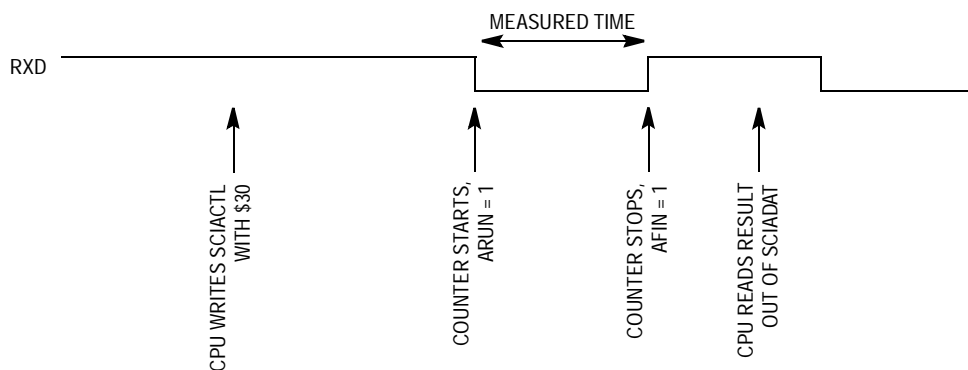 MEASURED TIME
RXD
CPU WRITES SCIACTL
WITH $30
COUNTER STARTS,
ARUN = 1
COUNTER STOPS,
AFIN = 1
CPU READS RESULT
OUT OF SCIADAT